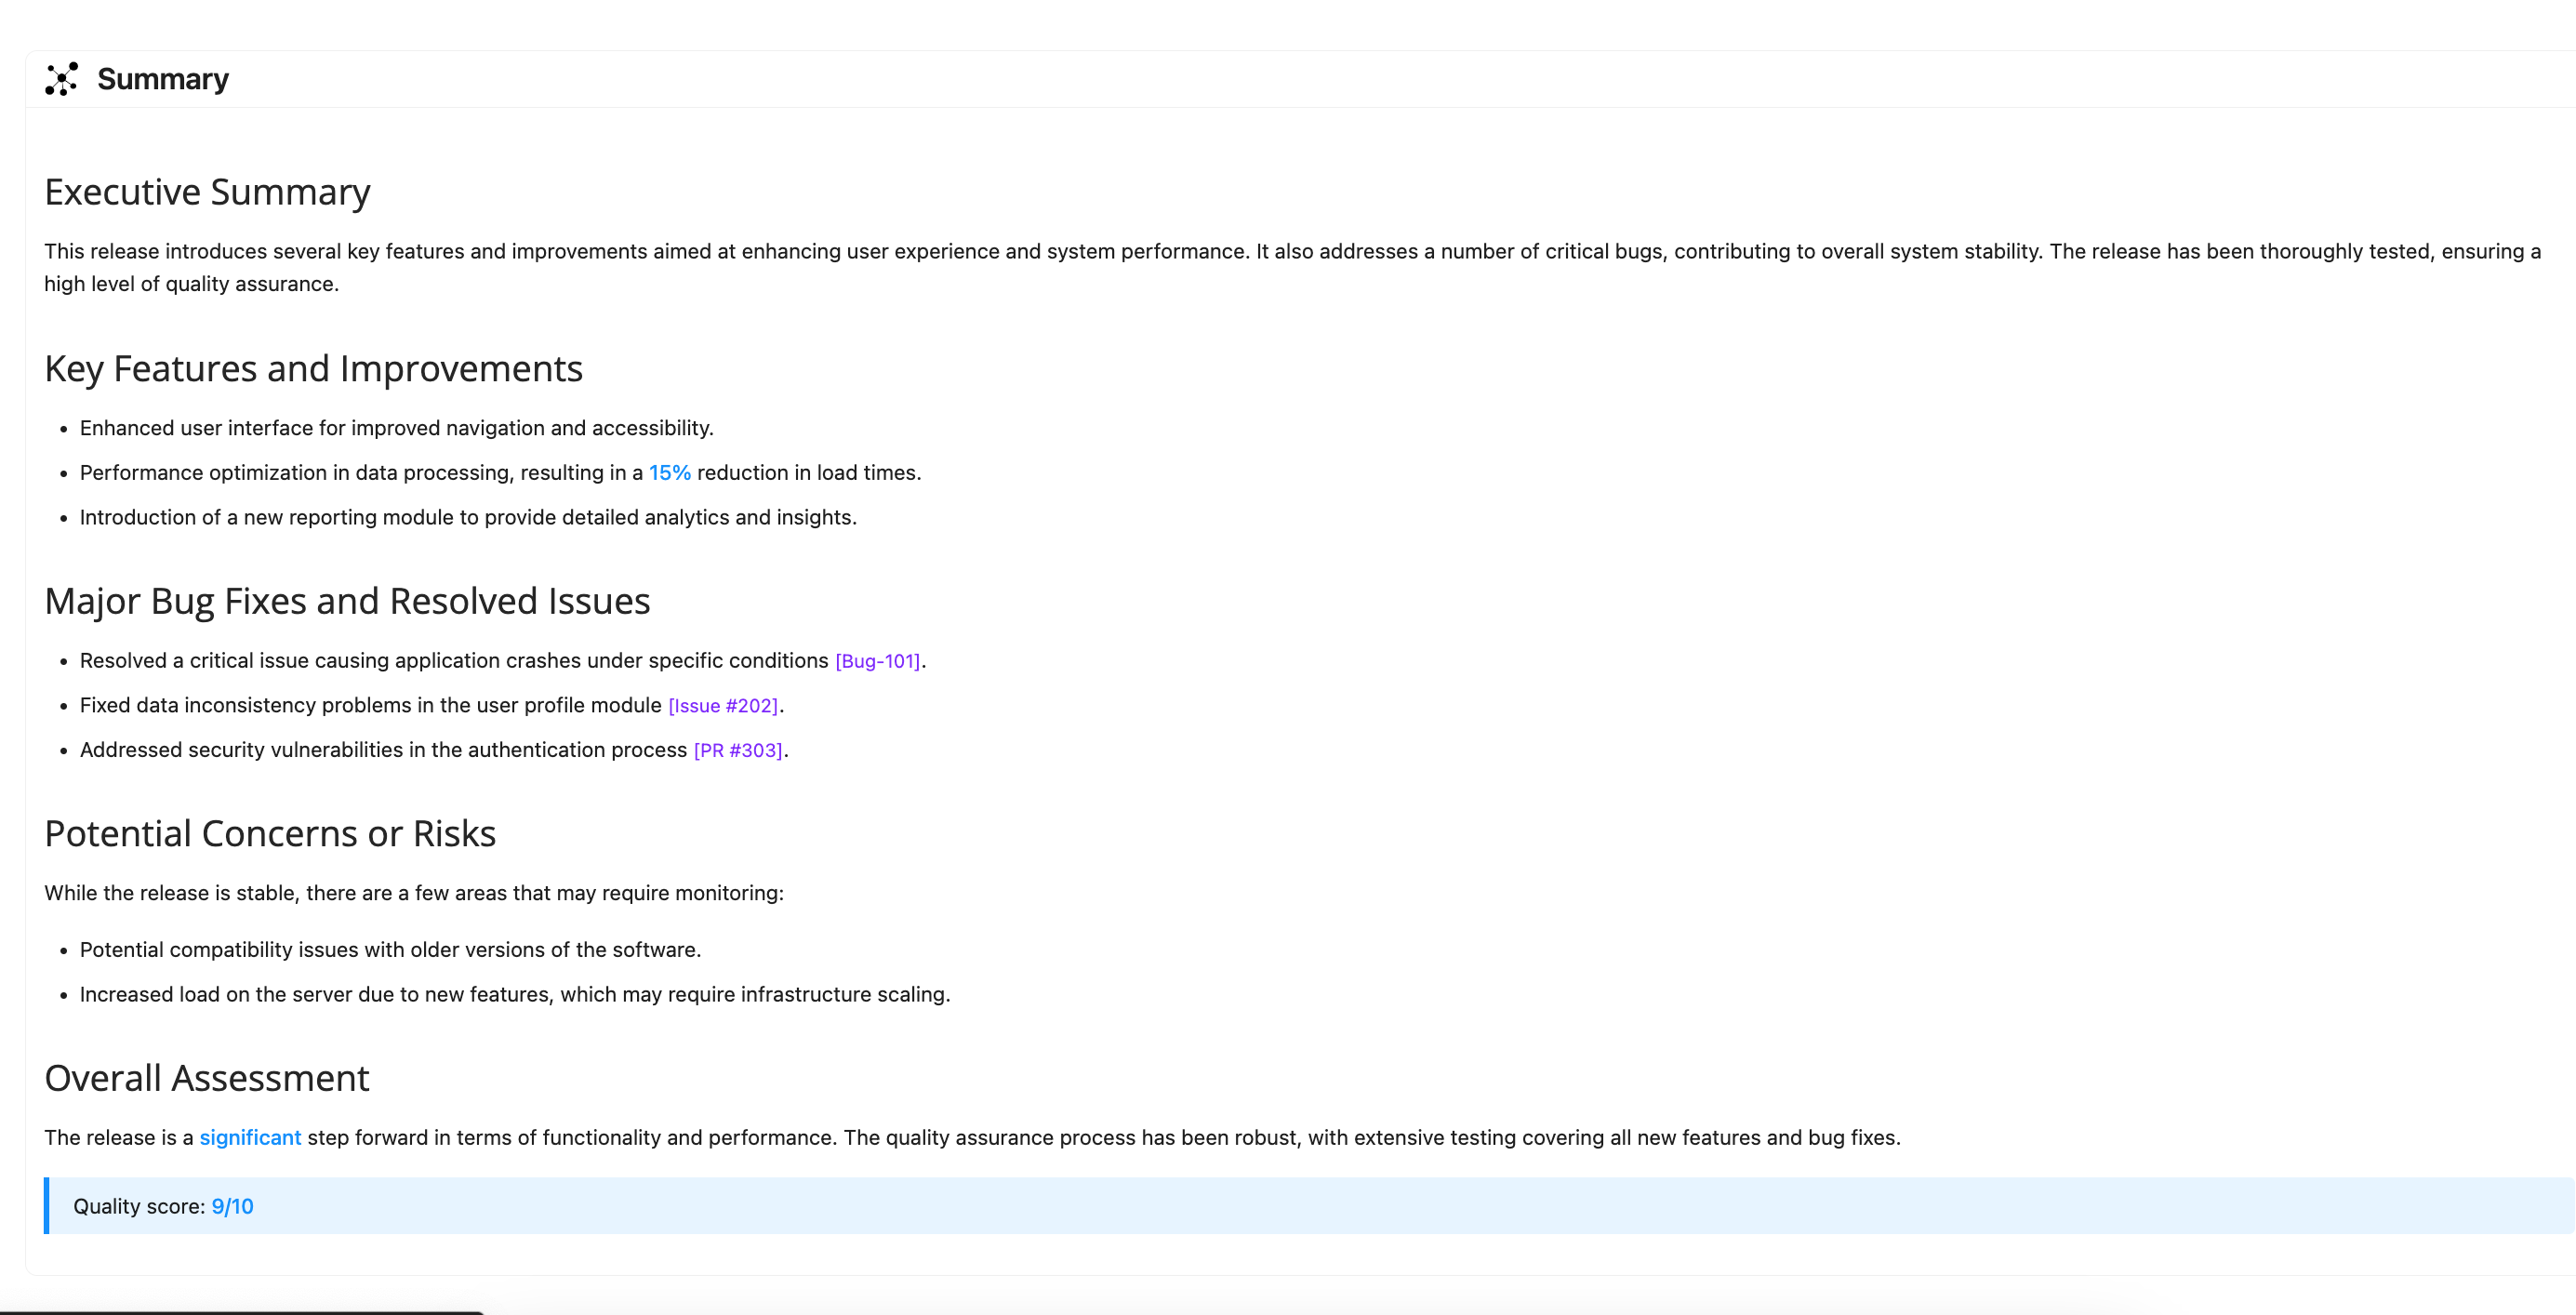 Summary
Executive Summary
This release introduces several key features and improvements aimed at enhancing user experience and system performance. It also addresses a number of critical bugs, contributing to overall system stability. The release has been thoroughly tested, ensuring a
high level of quality assurance.
Key Features and Improvements
• Enhanced user interface for improved navigation and accessibility.
• Performance optimization in data processing, resulting in a 15% reduction in load times.
• Introduction of a new reporting module to provide detailed analytics and insights.
Major Bug Fixes and Resolved Issues
• Resolved a critical issue causing application crashes under specific conditions [Bug-101].
• Fixed data inconsistency problems in the user profile module [Issue #202].
• Addressed security vulnerabilities in the authentication process [PR #303].
Potential Concerns or Risks
While the release is stable, there are a few areas that may require monitoring:
• Potential compatibility issues with older versions of the software.
• Increased load on the server due to new features, which may require infrastructure scaling.
Overall Assessment
The release is a significant step forward in terms of functionality and performance. The quality assurance process has been robust, with extensive testing covering all new features and bug fixes.
Quality score: 9/10